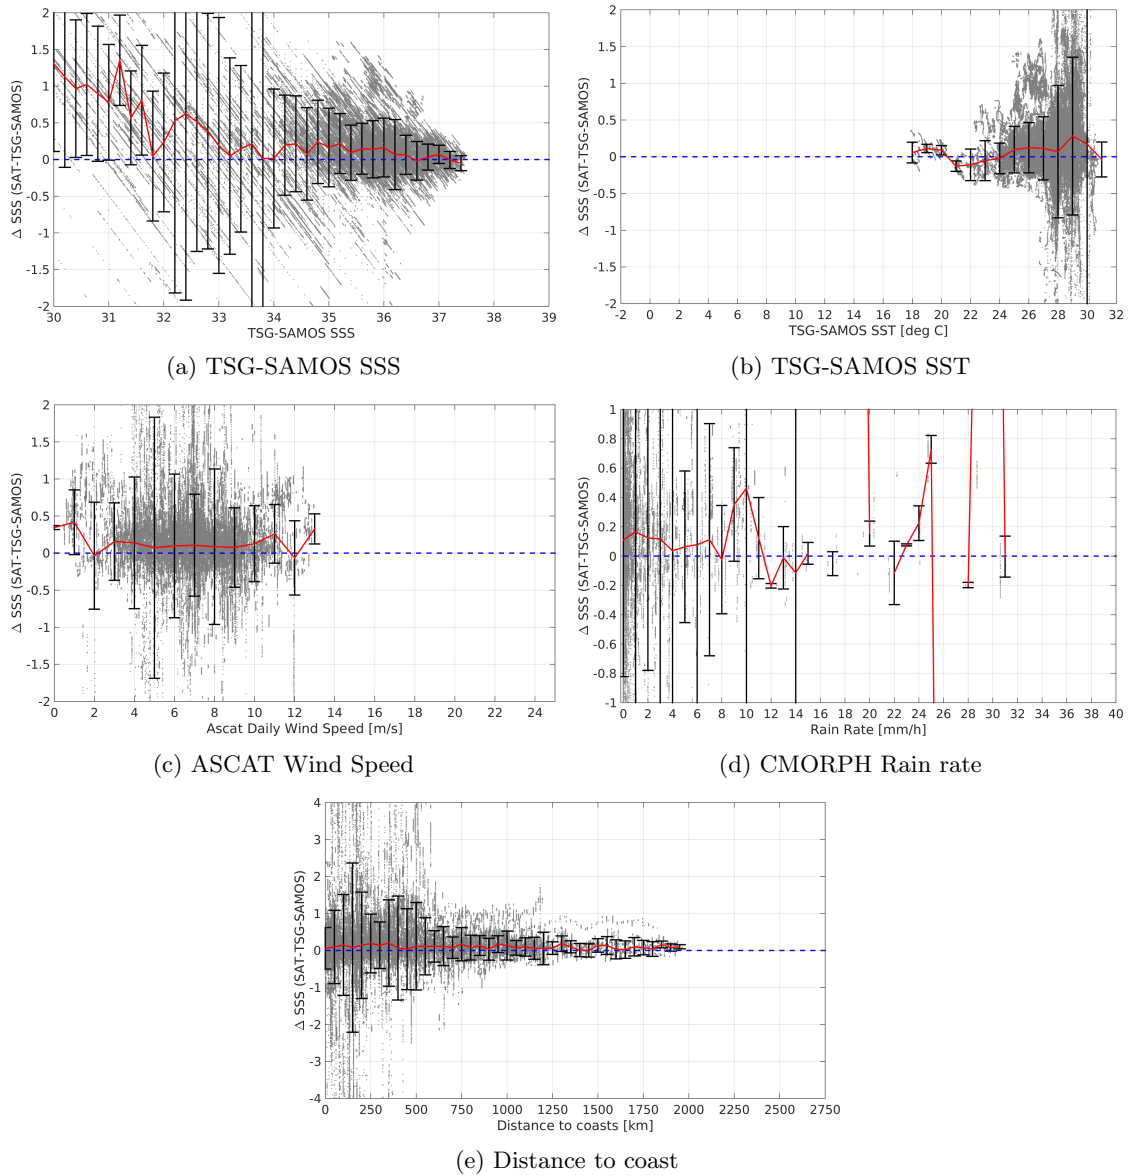 2
1.5
1
0.5
0
-0.5
-1
-1.5
-2
Δ SSS (SAT-TSG-SAMOS)
30 31 32 33 34 35 36 37 38 39
TSG-SAMOS SSS
(a) TSG-SAMOS SSS
2
1.5
1
0.5
0
-0.5
-1
-1.5
-2
Δ SSS (SAT-TSG-SAMOS)
-2 0 2 4 6 8 10 12 14 16 18 20 22 24 26 28 30 32
TSG-SAMOS SST [deg C]
(b) TSG-SAMOS SST
2
1.5
1
0.5
0
-0.5
-1
-1.5
-2
Δ SSS (SAT-TSG-SAMOS)
0 2 4 6 8 10 12 14 16 18 20 22 24
Ascat Daily Wind Speed [m/s]
(c) ASCAT Wind Speed
1
0.8
0.6
0.4
0.2
0
-0.2
-0.4
-0.6
-0.8
-1
Δ SSS (SAT-TSG-SAMOS)
0 2 4 6 8 10 12 14 16 18 20 22 24 26 28 30 32 34 36 38 40
Rain Rate [mm/h]
(d) CMORPH Rain rate
4
3
2
1
0
-1
-2
-3
-4
Δ SSS (SAT-TSG-SAMOS)
0 250 500 750 1000 1250 1500 1750 2000 2250 2500 2750
Distance to coasts [km]
(e) Distance to coast